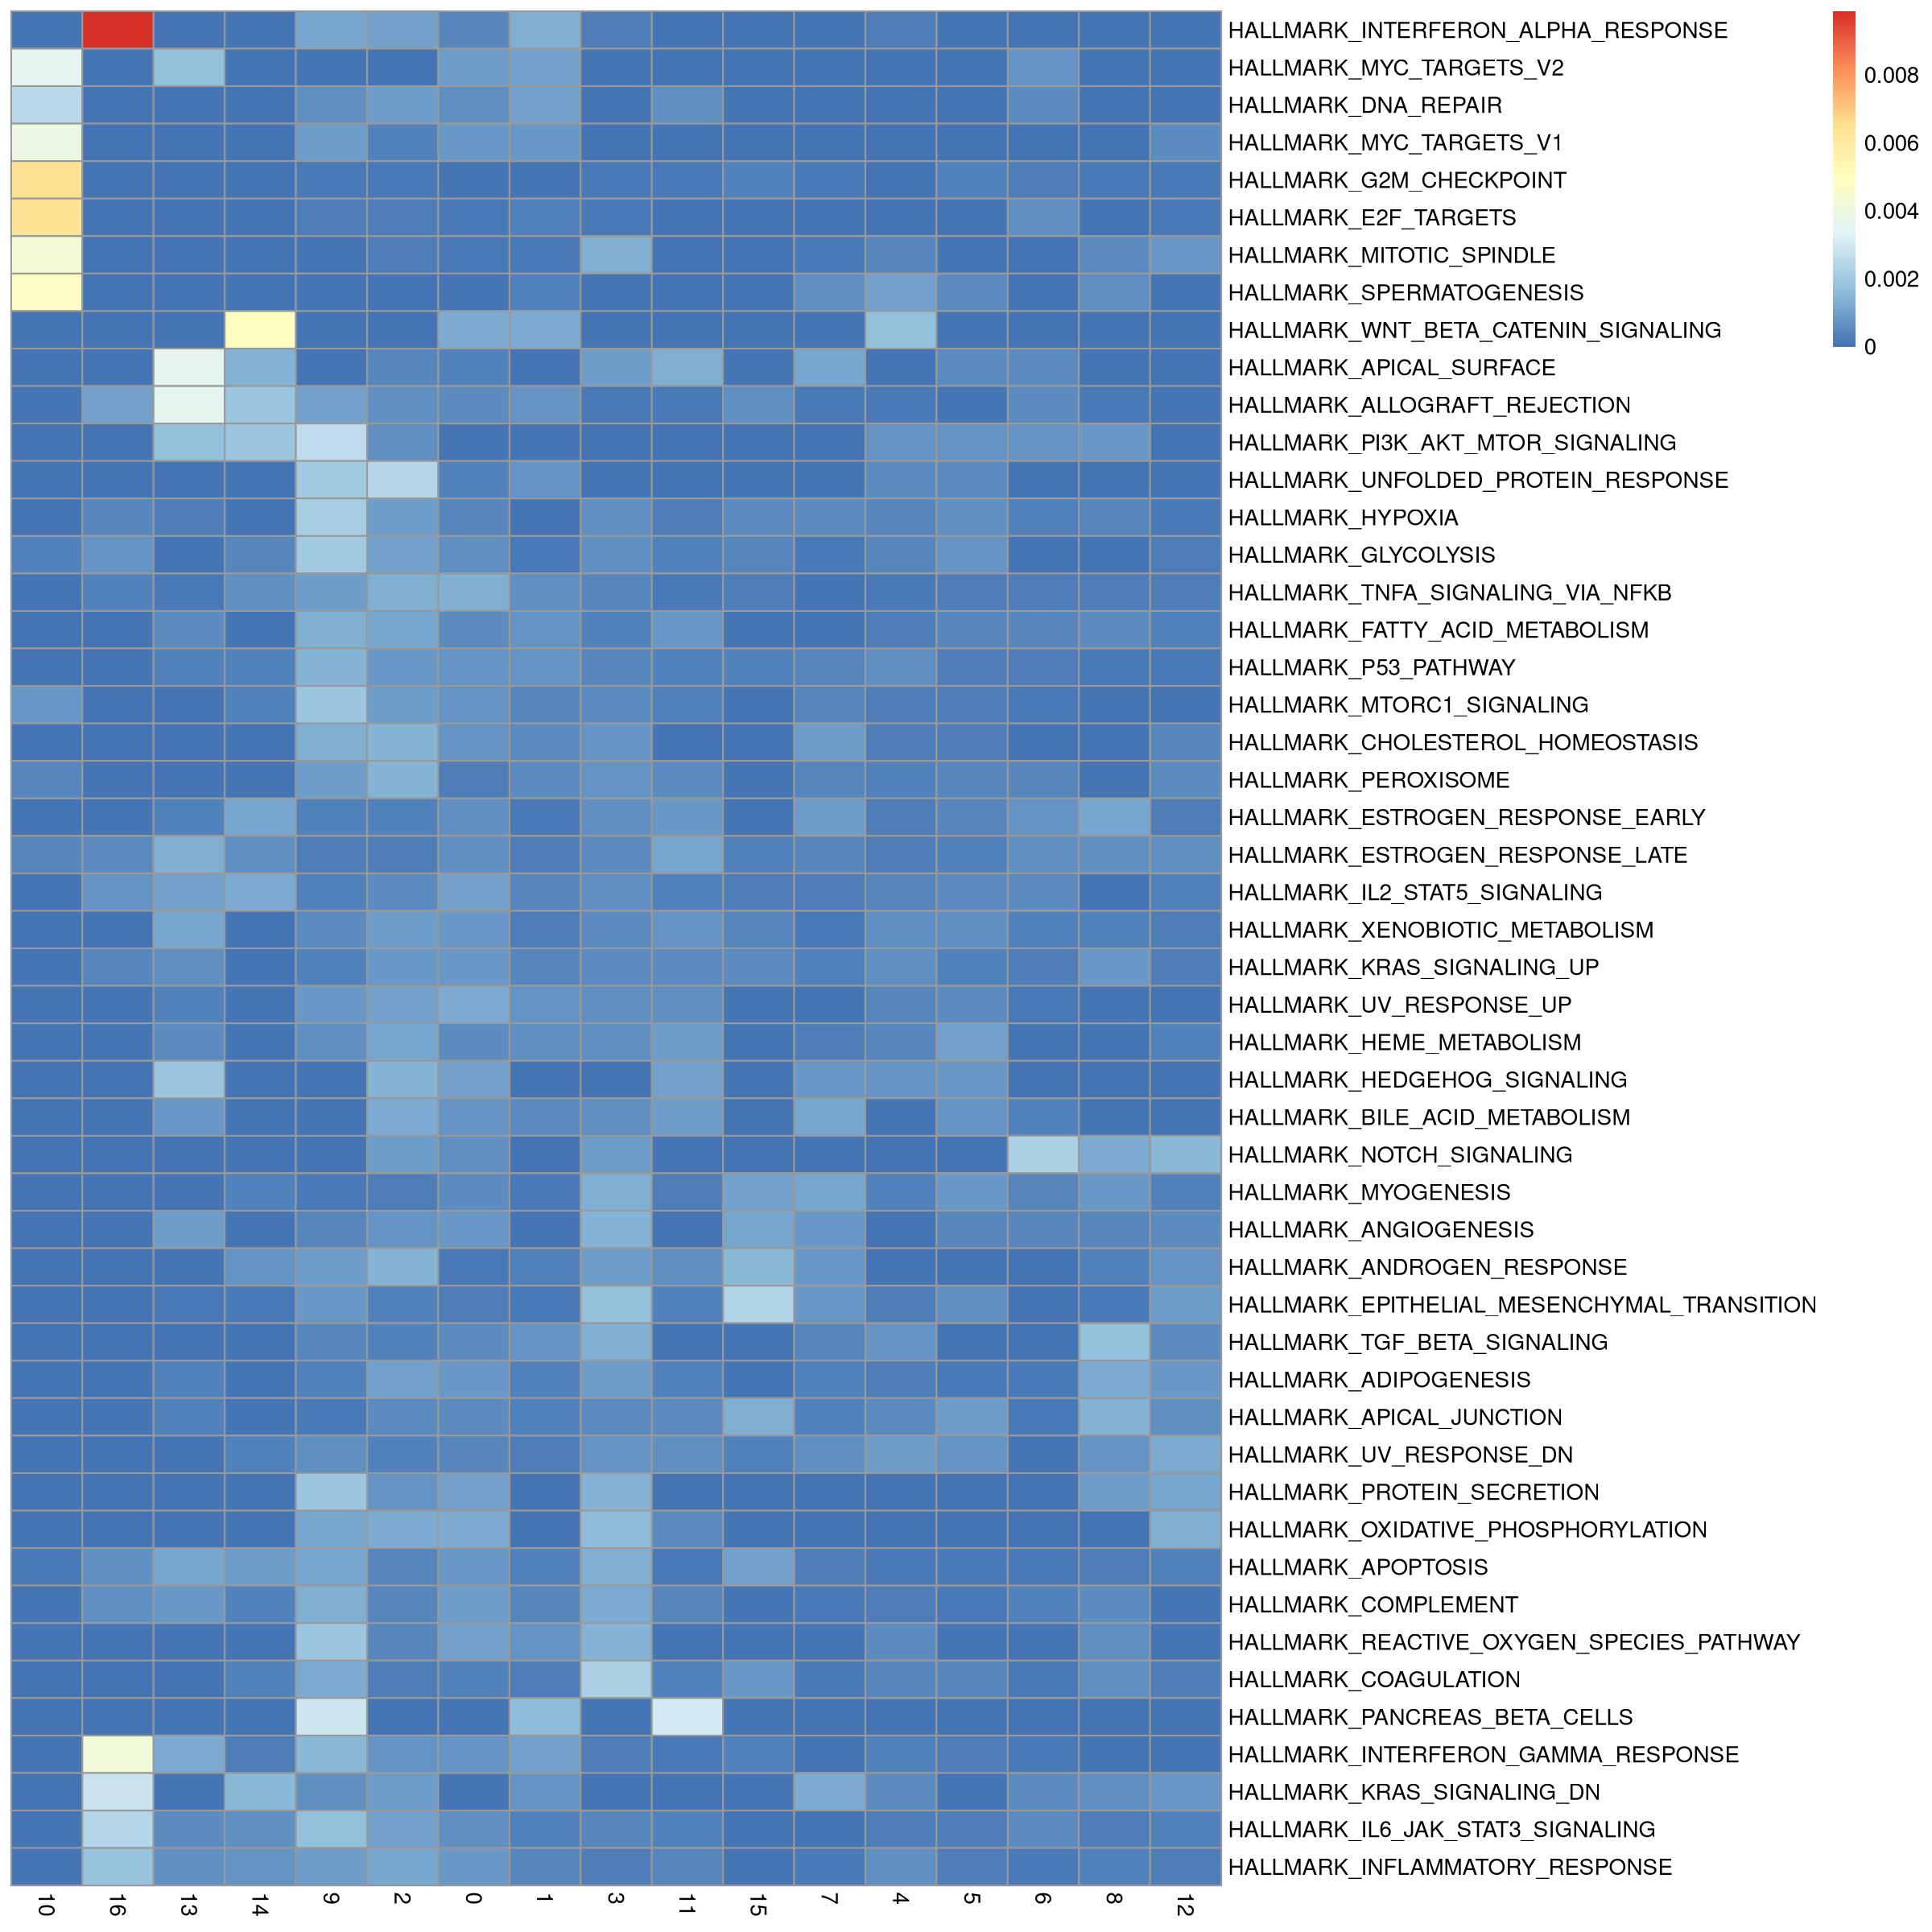 HALLMARK_INTERFERON_ALPHA_RESPONSE
HALLMARK_MYC_TARGETS_V2
HALLMARK_DNA_REPAIR
HALLMARK_MYC_TARGETS_V1
HALLMARK_G2M_CHECKPOINT
HALLMARK_E2F_TARGETS
HALLMARK_MITOTIC_SPINDLE
HALLMARK_SPERMATOGENESIS
HALLMARK_WNT_BETA_CATENIN_SIGNALING
HALLMARK_APICAL_SURFACE
HALLMARK_ALLOGRAFT_REJECTION
HALLMARK_PI3K_AKT_MTOR_SIGNALING
HALLMARK_UNFOLDED_PROTEIN_RESPONSE
HALLMARK_HYPOXIA
HALLMARK_GLYCOLYSIS
HALLMARK_TNFA_SIGNALING_VIA_NFKB
HALLMARK_FATTY_ACID_METABOLISM
HALLMARK_P53_PATHWAY
HALLMARK_MTORC1_SIGNALING
HALLMARK_CHOLESTEROL_HOMEOSTASIS
HALLMARK_PEROXISOME
HALLMARK_ESTROGEN_RESPONSE_EARLY
HALLMARK_ESTROGEN_RESPONSE_LATE
HALLMARK_IL2_STAT5_SIGNALING
HALLMARK_XENOBIOTIC_METABOLISM
HALLMARK_KRAS_SIGNALING_UP
HALLMARK_UV_RESPONSE_UP
HALLMARK_HEME_METABOLISM
HALLMARK_HEDGEHOG_SIGNALING
HALLMARK_BILE_ACID_METABOLISM
HALLMARK_NOTCH_SIGNALING
HALLMARK_MYOGENESIS
HALLMARK_ANGIOGENESIS
HALLMARK_ANDROGEN_RESPONSE
HALLMARK_EPITHELIAL_MESENCHYMAL_TRANSITION
HALLMARK_TGF_BETA_SIGNALING
HALLMARK_ADIPOGENESIS
HALLMARK_APICAL_JUNCTION
HALLMARK_UV_RESPONSE_DN
HALLMARK_PROTEIN_SECRETION
HALLMARK_OXIDATIVE_PHOSPHORYLATION
HALLMARK_APOPTOSIS
HALLMARK_COMPLEMENT
HALLMARK_REACTIVE_OXYGEN_SPECIES_PATHWAY
HALLMARK_COAGULATION
HALLMARK_PANCREAS_BETA_CELLS
HALLMARK_INTERFERON_GAMMA_RESPONSE
HALLMARK_KRAS_SIGNALING_DN
HALLMARK_IL6_JAK_STAT3_SIGNALING
HALLMARK_INFLAMMATORY_RESPONSE
10 16 13 14 9 2 0 1 3 11 15 7 4 5 6 8 12
0.008
0.006
0.004
0.002
0